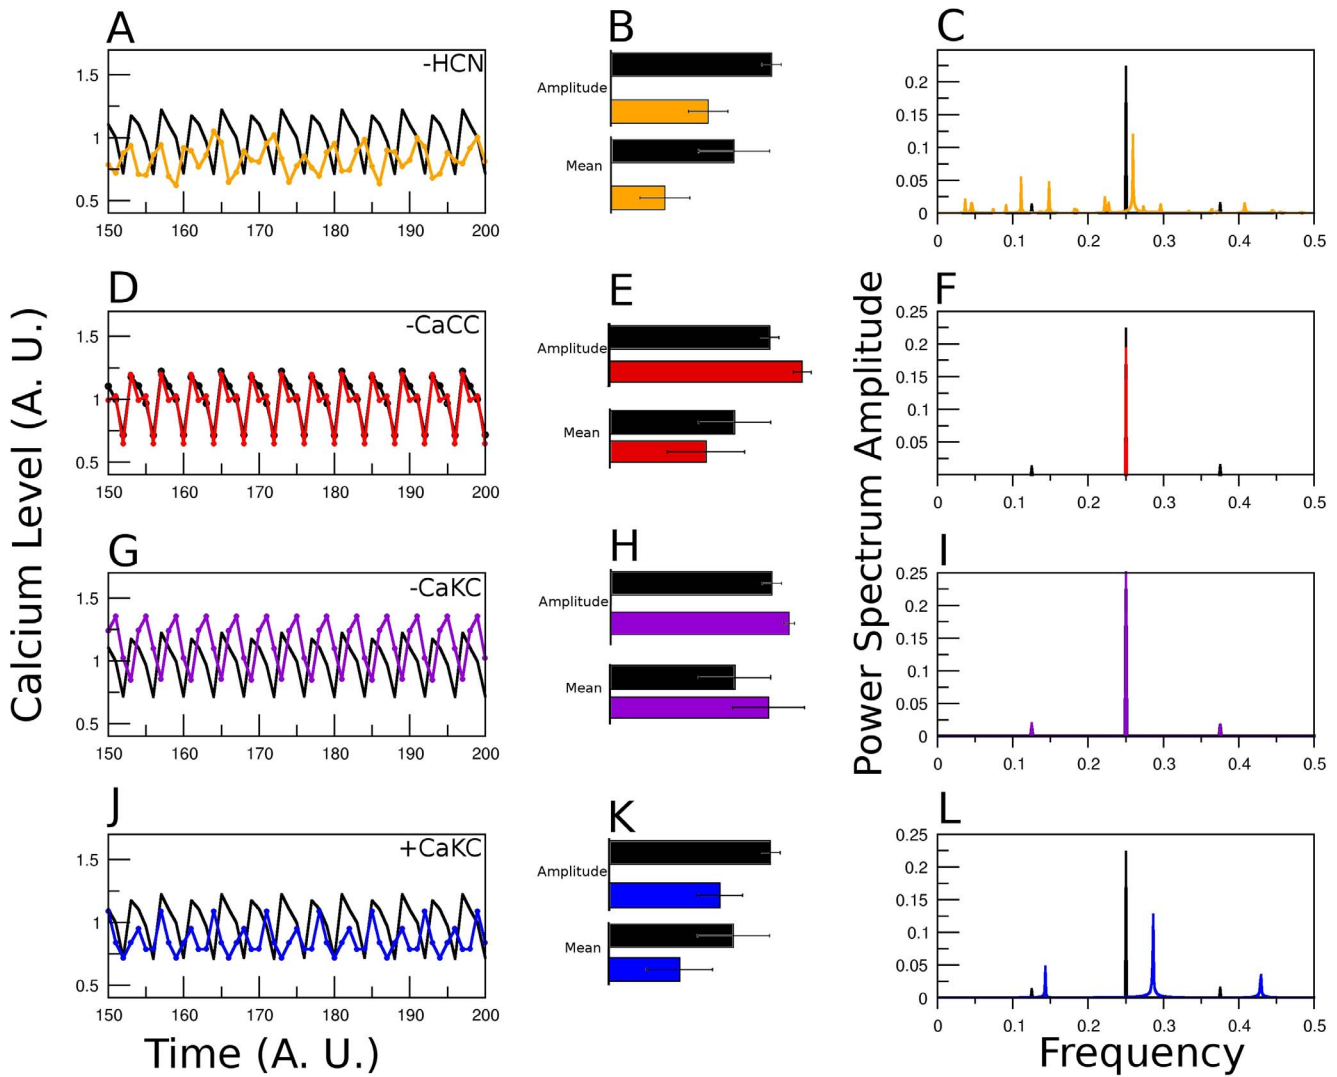 A
B
C
-HCN
1.5
1
0.5
150 160 170 180 190 200
Amplitude
Mean
0.2
0.15
0.1
0.05
0
0 0.1 0.2 0.3 0.4 0.5
D
E
F
-CaCC
1.5
1
0.5
150 160 170 180 190 200
Amplitude
Mean
0.25
0.2
0.15
0.1
0.05
0 0.1 0.2 0.3 0.4 0.5
G
H
I
-CaKC
1.5
1
0.5
150 160 170 180 190 200
Amplitude
Mean
0.25
0.2
0.15
0.1
0.05
0
0 0.1 0.2 0.3 0.4 0.5
J
K
L
+CaKC
1.5
1
0.5
150 160 170 180 190 200
Amplitude
Mean
0.25
0.2
0.15
0.1
0.05
0
0 0.1 0.2 0.3 0.4 0.5
Calcium Level (A. U.)
Power Spectrum Amplitude
Time (A. U.)
Frequency